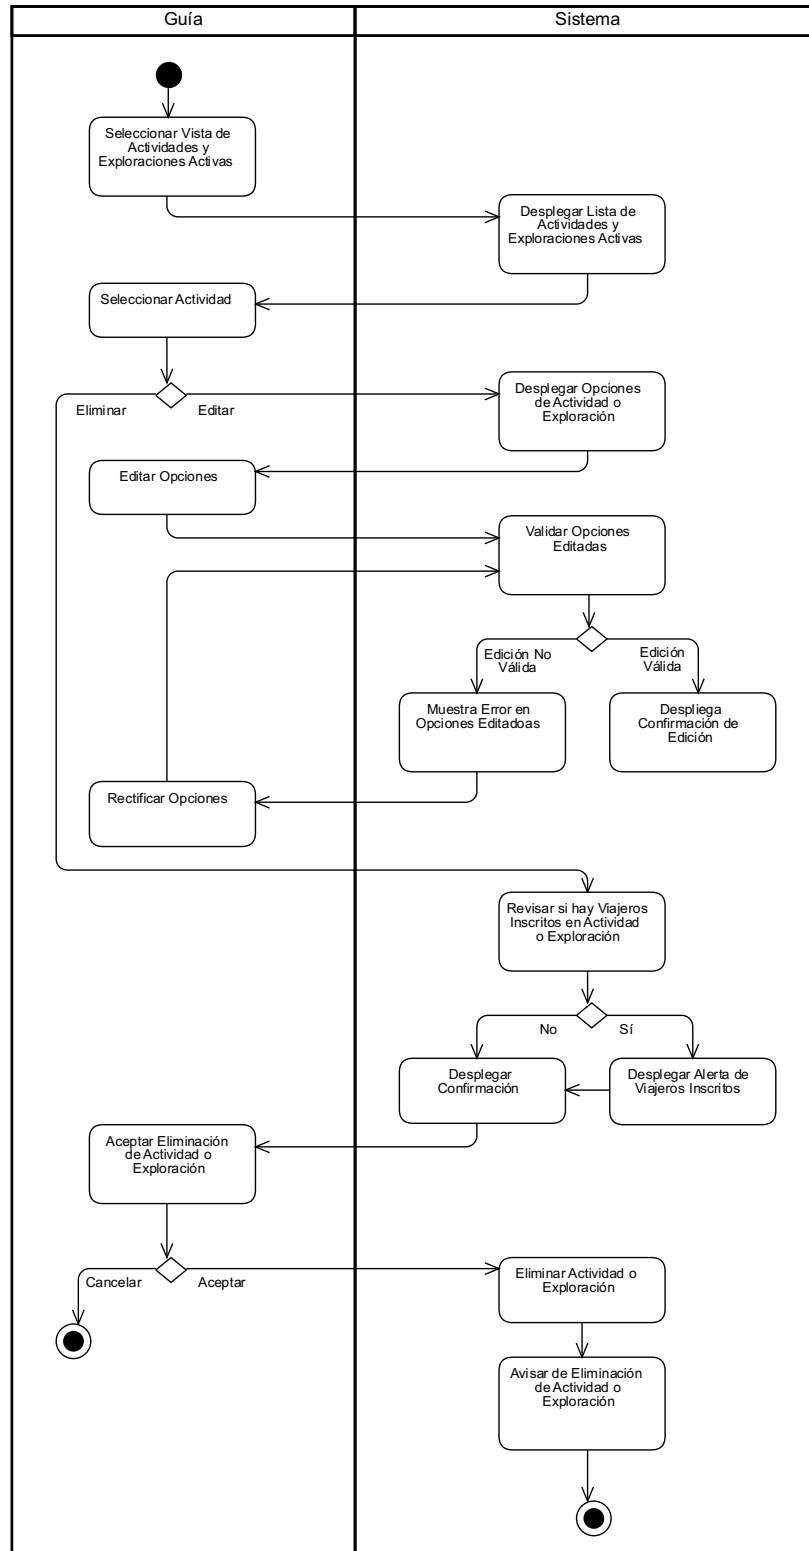 Guía
Sistema
Seleccionar Vista de
Actividades y
Exploraciones Activas
Desplegar Lista de
Actividades y
Exploraciones Activas
Seleccionar Actividad
Eliminar
Editar
Desplegar Opciones
de Actividad o
Exploración
Editar Opciones
Validar Opciones
Editadas
Edición No
Válida
Edición
Válida
Muestra Error en
Opciones Editadoas
Despliega
Confirmación de
Edición
Rectificar Opciones
Revisar si hay Viajeros
Inscritos en Actividad
o Exploración
No
Sí
Desplegar
Confirmación
Desplegar Alerta de
Viajeros Inscritos
Aceptar Eliminación
de Actividad o
Exploración
Cancelar
Aceptar
Eliminar Actividad o
Exploración
Avisar de Eliminación
de Actividad o
Exploración